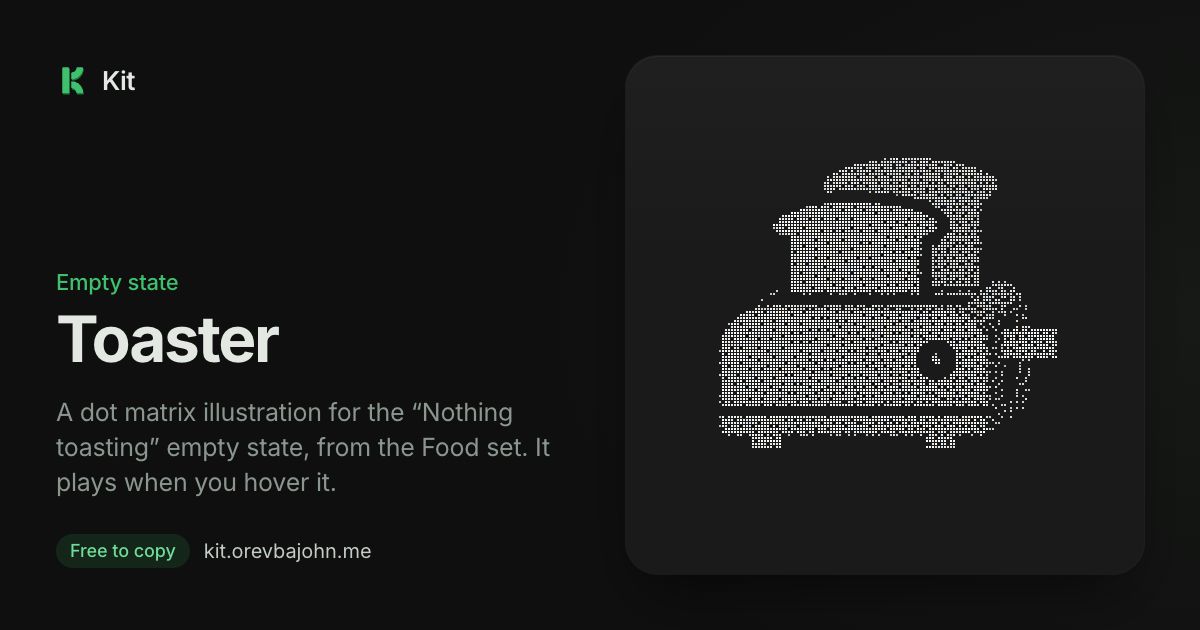 Kit
Empty state
Toaster
A dot matrix illustration for the “Nothing
toasting” empty state, from the Food set. It
plays when you hover it.
Free to copy
kit.orevbajohn.me